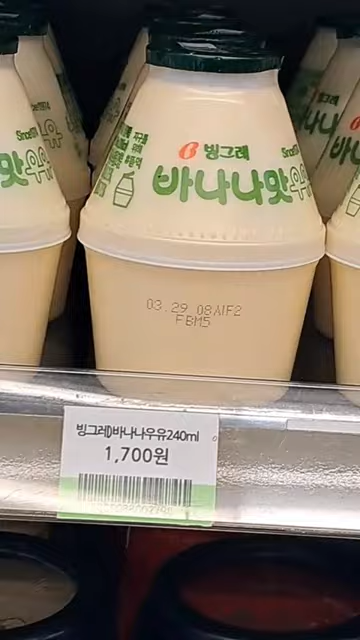 빙그레
Since1974
바나나맛우유
03.29 08시F2
FBM5
빙그레)바나나우유240ml
1,700원